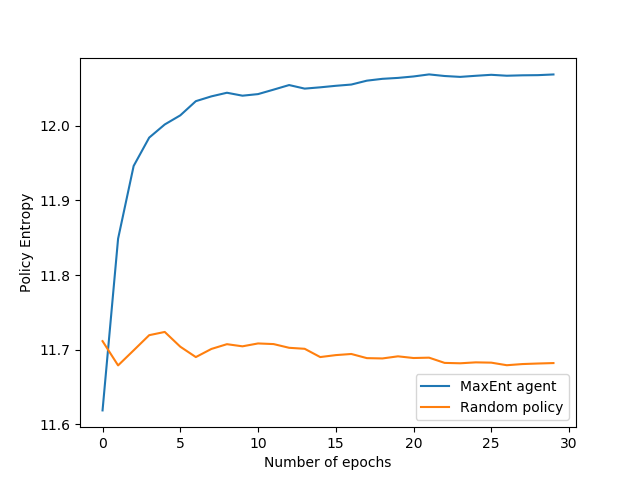 12.0
11.9
11.8
11.7
11.6
Policy Entropy
0 5 10 15 20 25 30
Number of epochs
MaxEnt agent
Random policy